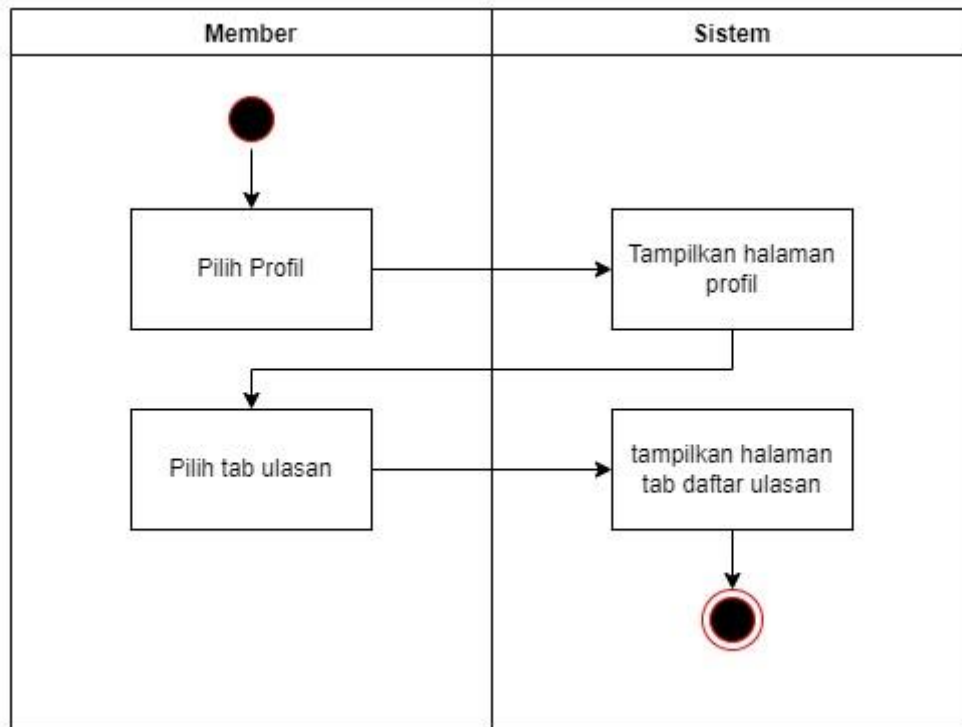 Member
Sistem
Pilih Profil
Tampilkan halaman
profil
Pilih tab ulasan
tampilkan halaman
tab daftar ulasan